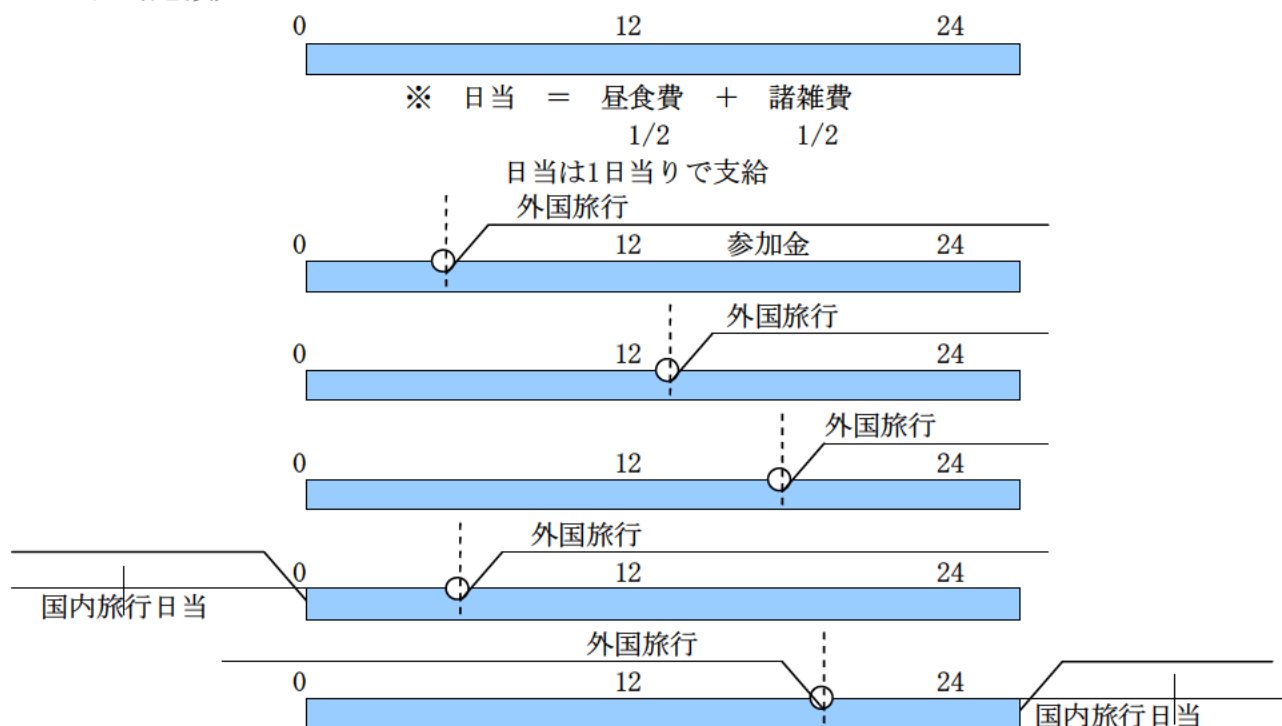 0 12 24
※ 日当 = 昼食費 + 諸雑費
1/2 1/2
日当は1日当りで支給
外国旅行
0 12 参加金 24
外国旅行
0 12 24
外国旅行
0 12 24
外国旅行
0 12 24
国内旅行日当
外国旅行
0 12 24
国内旅行日当